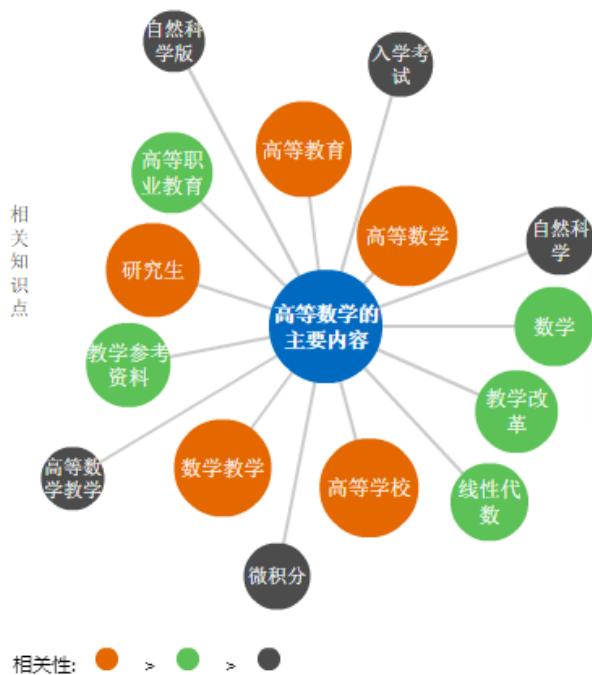 自然科
学版
入学考
试
高等教育
高等职
业教育
高等数学
自然科
学
相
关
知
识
点
研究生
高等数学的
主要内容
数学
教学参考
资料
教学改
革
高等数
学教学
数学教学
高等学校
线性代
数
微积分
相关性: > >